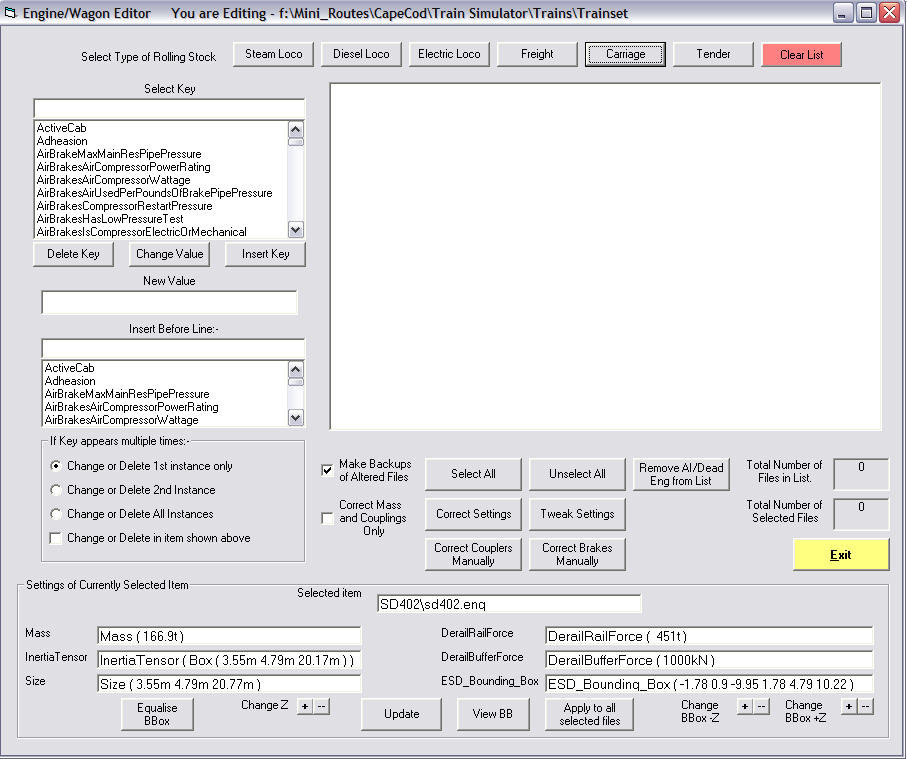 Engine/Wagon Editor You are Editing - f:\Mini_Routes\CapeCod\Train Simulator\Trains\Trainset
Select Type of Rolling Stock Steam Loco Diesel Loco Electric Loco Freight Carriage Tender Clear List
Select Key
ActiveCab
Adheasion
AirBrakeMaxMainResPipePressure
AirBrakesAirCompressorPowerRating
AirBrakesAirCompressorWattage
AirBrakesAirUsedPerPoundsOfBrakePipePressure
AirBrakesCompressorRestartPressure
AirBrakesHasLowPressureTest
AirBrakesIsCompressorElectricOrMechanical
Delete Key Change Value Insert Key
New Value
Insert Before Line:-
ActiveCab
Adheasion
AirBrakeMaxMainResPipePressure
AirBrakesAirCompressorPowerRating
AirBrakesAirCompressorWattage
If Key appears multiple times:-
Change or Delete 1st instance only
Change or Delete 2nd Instance
Change or Delete All Instances
Change or Delete in item shown above
Make Backups
of Altered Files
Correct Mass
and Couplings
Only
Select All Unselect All
Remove AI/Dead
Eng from List
Correct Settings Tweak Settings
Correct Couplers
Manually
Correct Brakes
Manually
Total Number of
Files in List.
0
Total Number of
Selected Files
0
Exit
Settings of Currently Selected Item
Selected item SD402\sd402.enq
Mass Mass ( 166.9t )
InertiaTensor InertiaTensor ( Box ( 3.55m 4.79m 20.17m ) )
Size Size ( 3.55m 4.79m 20.77m )
DerailRailForce DerailRailForce ( 451t )
DerailBufferForce DerailBufferForce ( 1000kN )
ESD_Bounding_Box ESD_Boundinq_Box ( -1.78 0.9 -9.95 1.78 4.79 10.22 )
Equalise
BBox
Change Z + --
Update View BB
Apply to all
selected files
Change
BBox -Z
+ --
Change
BBox +Z
+ --